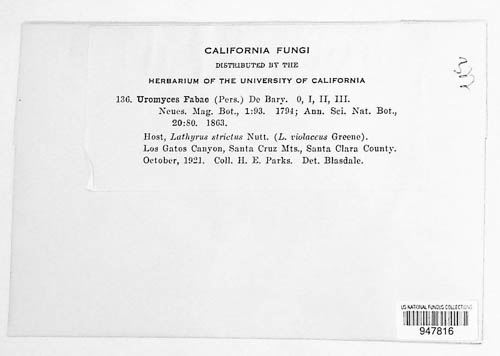 CALIFORNIA FUNGI
DISTRIBUTED BY THE
HERBARIUM OF THE UNIVERSITY OF CALIFORNIA
136. Uromyces Fabae (Pers.) De Bary. 0, I, II, III.
Neues. Mag. Bot., 1:93. 1794; Ann. Sci. Nat. Bot.,
20:80. 1863.
Host, Lathyrus strictus Nutt. (L. violaceus Greene).
Los Gatos Canyon, Santa Cruz Mts., Santa Clara County.
October, 1921. Coll. H. E. Parks. Det. Blasdale.
US NATIONAL FUNGUS COLLECTIONS
947816